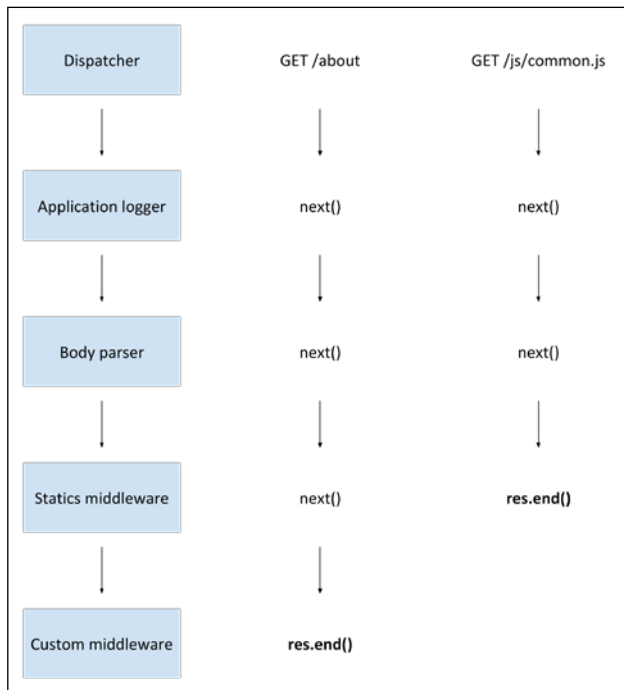 Dispatcher GET /about GET /js/common.js
Application logger next() next()
Body parser next() next()
Statics middleware next() res.end()
Custom middleware res.end()